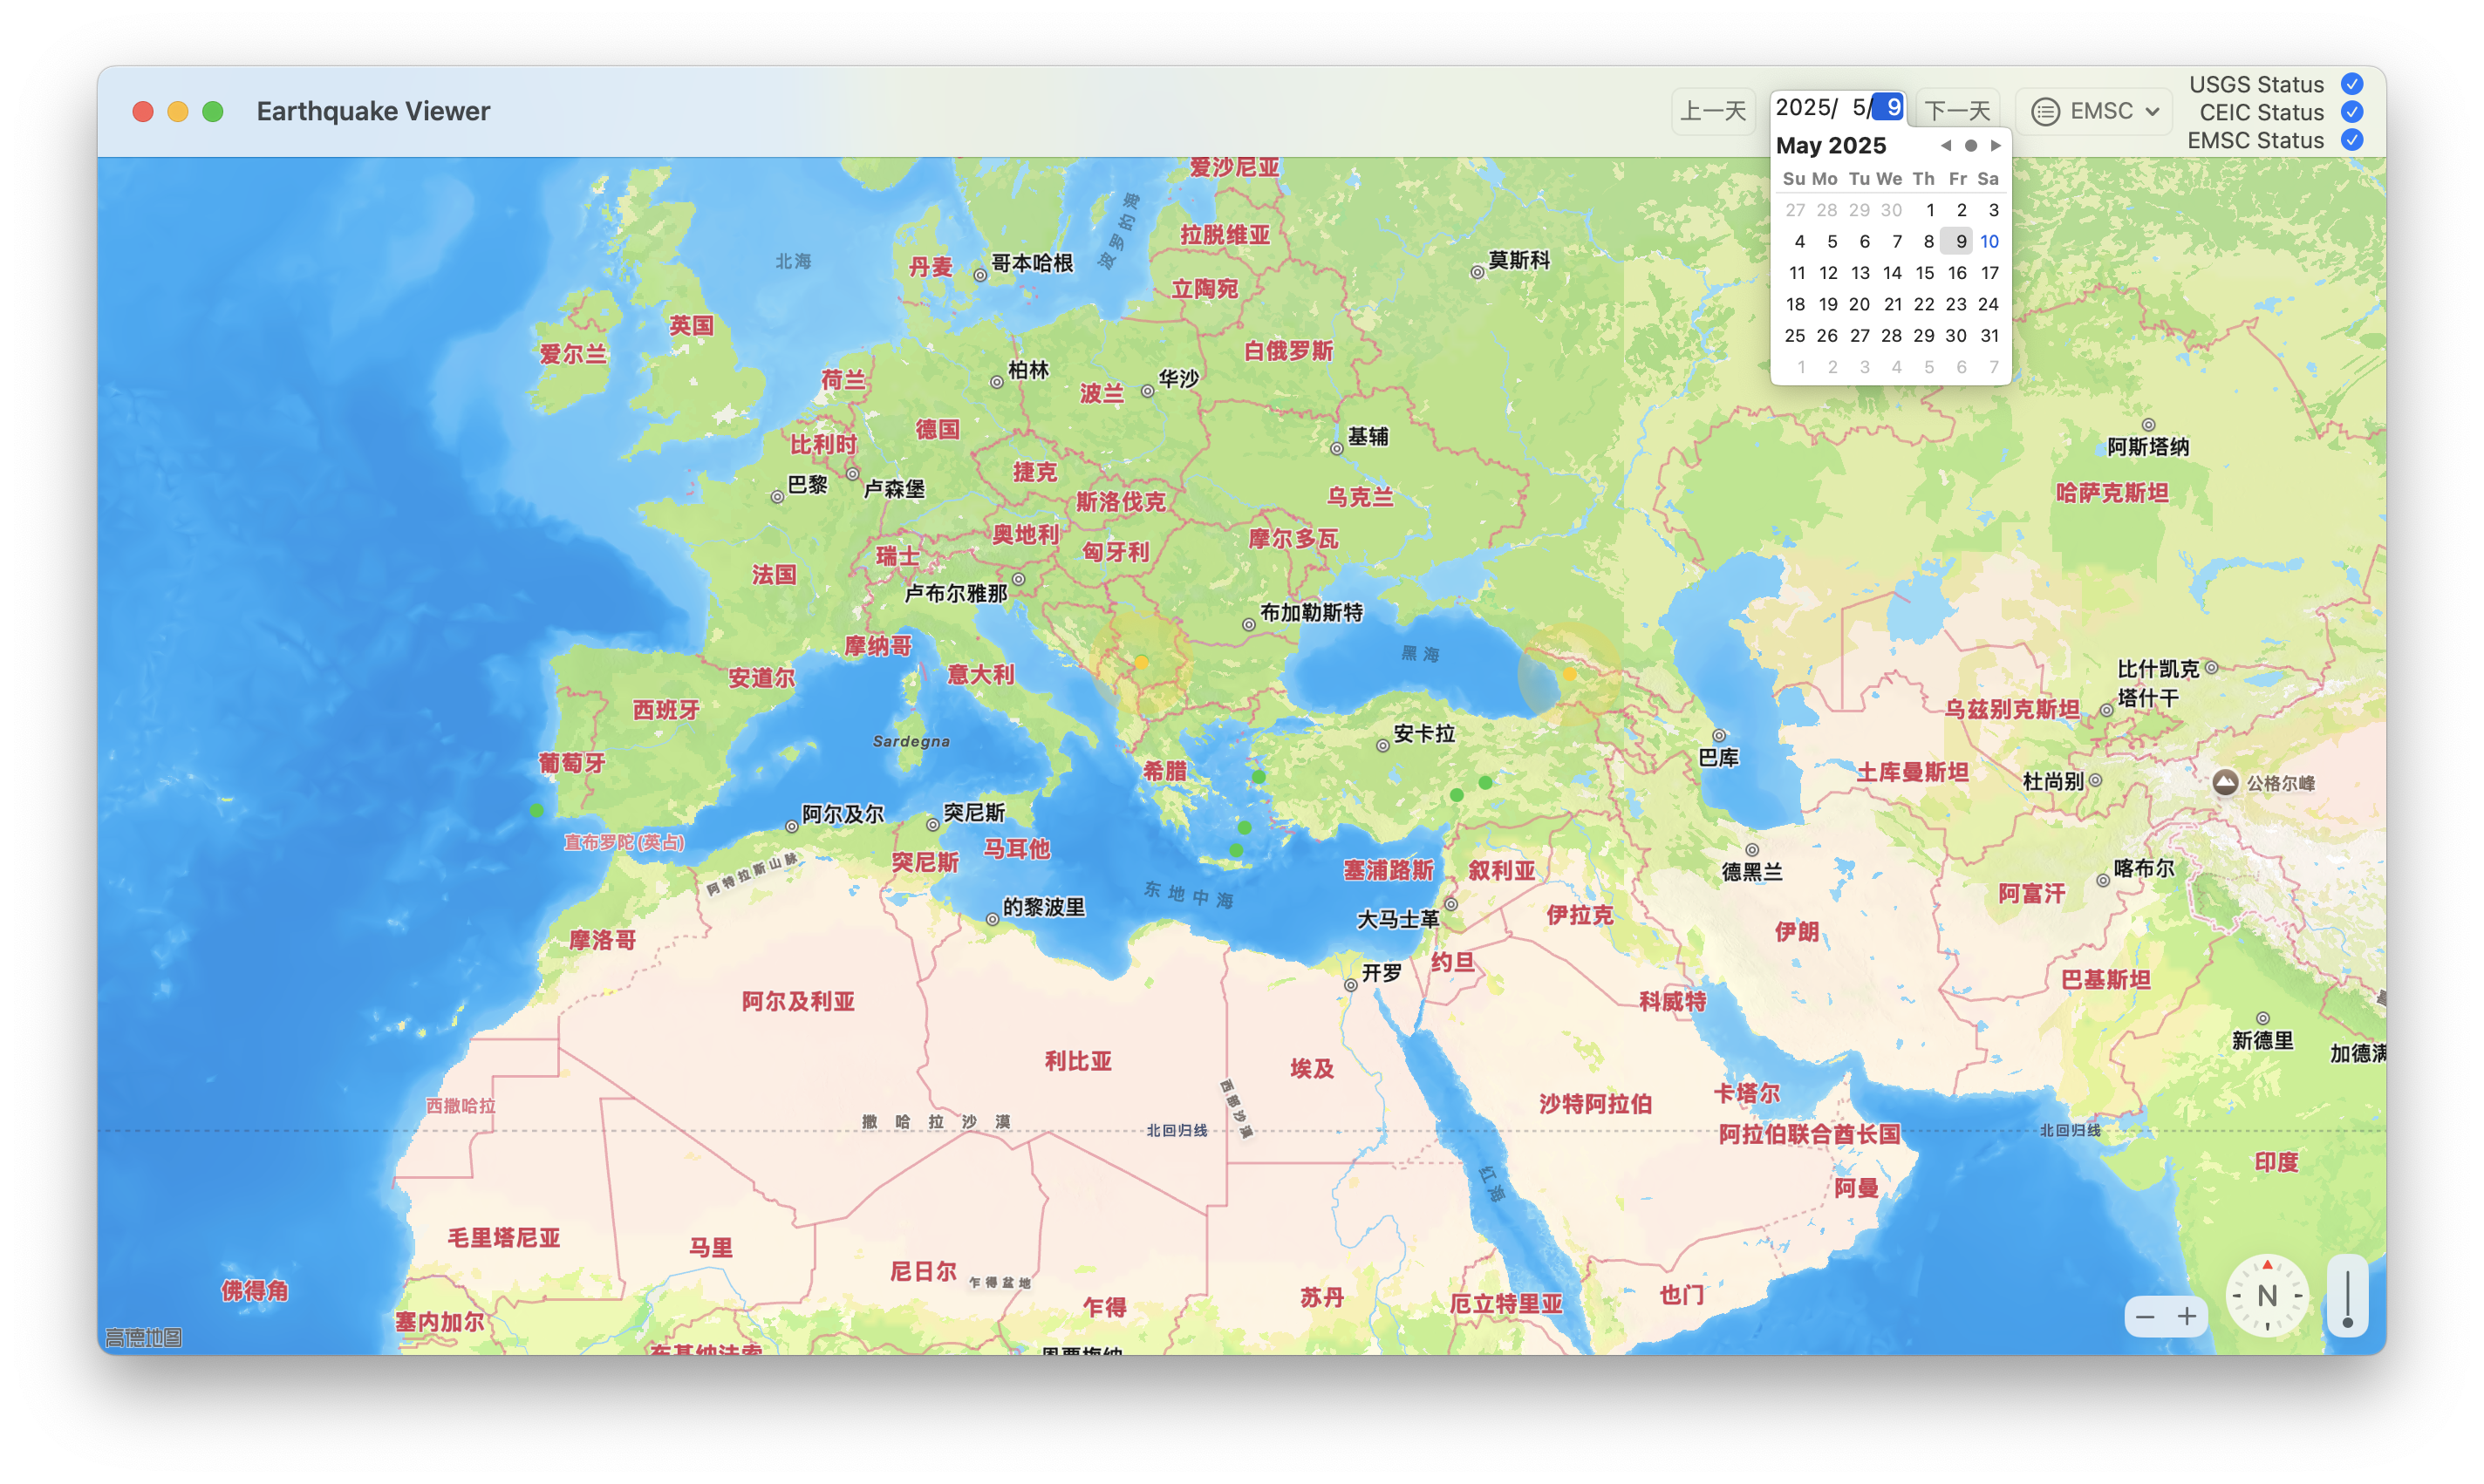 Earthquake Viewer
上一天
2025/ 5/ 9
下一天
EMSC
USGS Status
CEIC Status
EMSC Status
May 2025
Su Mo Tu We Th Fr Sa
27 28 29 30 1 2 3
4 5 6 7 8 9 10
11 12 13 14 15 16 17
18 19 20 21 22 23 24
25 26 27 28 29 30 31
1 2 3 4 5 6 7
爱沙尼亚
波罗的海
拉脱维亚
北海
丹麦
哥本哈根
莫斯科
立陶宛
英国
爱尔兰
白俄罗斯
柏林
华沙
荷兰
波兰
德国
基辅
比利时
阿斯塔纳
捷克
巴黎
卢森堡
斯洛伐克
乌克兰
哈萨克斯坦
奥地利
摩尔多瓦
瑞士
匈牙利
法国
卢布尔雅那
布加勒斯特
摩纳哥
黑海
安道尔
意大利
比什凯克
塔什干
西班牙
乌兹别克斯坦
Sardegna
安卡拉
巴库
葡萄牙
希腊
土库曼斯坦
杜尚别
公格尔峰
阿尔及尔
突尼斯
直布罗陀(英占)
马耳他
阿特拉斯山脉
突尼斯
塞浦路斯
叙利亚
德黑兰
喀布尔
东地中海
阿富汗
的黎波里
大马士革
伊拉克
摩洛哥
伊朗
约旦
开罗
巴基斯坦
阿尔及利亚
科威特
新德里
加德满
利比亚
埃及
卡塔尔
西撒哈拉
沙特阿拉伯
撒哈拉沙漠
西部沙漠
北回归线
阿拉伯联合酋长国
北回归线
印度
红海
阿曼
毛里塔尼亚
马里
尼日尔
乍得盆地
佛得角
苏丹
也门
厄立特里亚
乍得
塞内加尔
N
高德地图
布基纳法索
恩贾梅纳